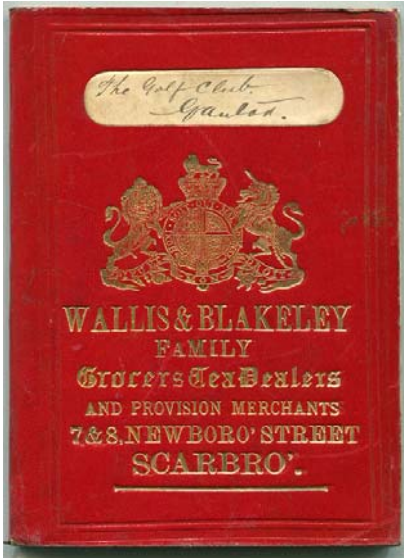 The Golf Club.
Ganton.
WALLIS & BLAKELEY
FAMILY
Grocers Tea Dealers
AND PROVISION MERCHANTS
7 & 8, NEWBORO' STREET
SCARBRO'.